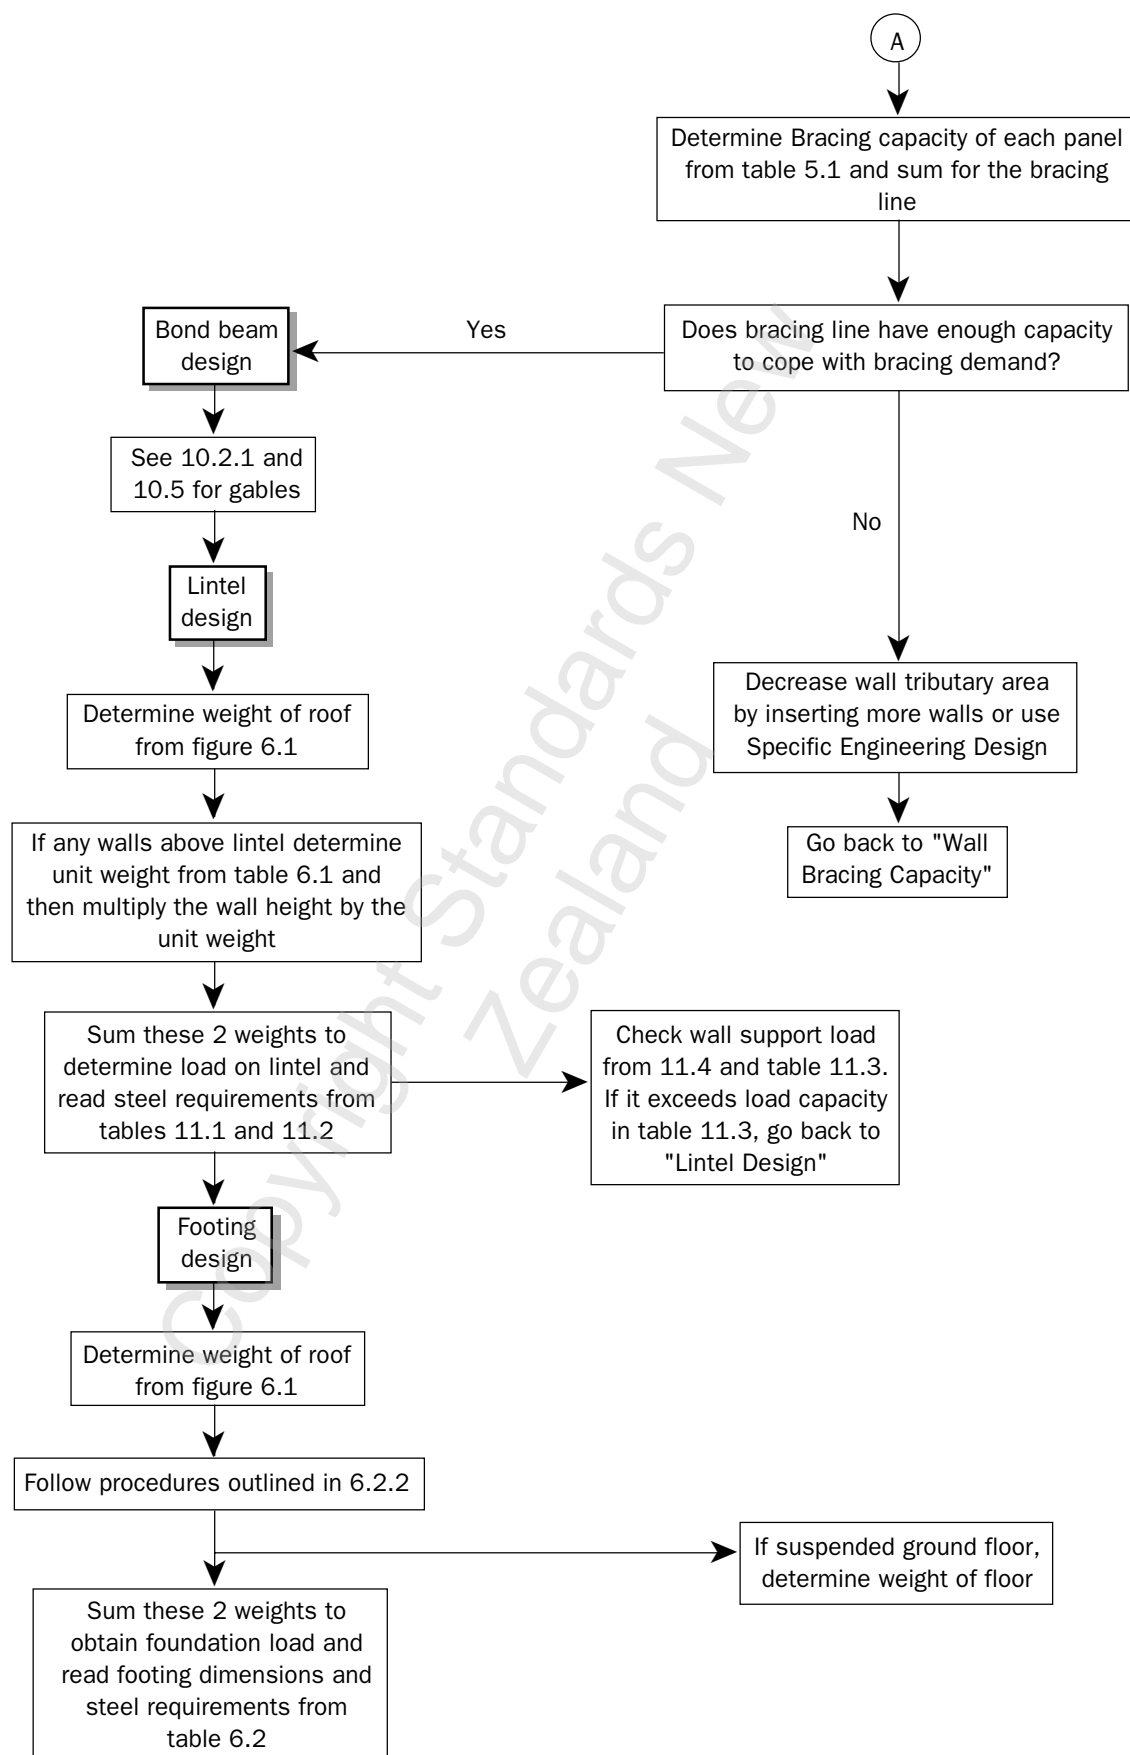 A
Determine Bracing capacity of each panel
from table 5.1 and sum for the bracing
line
Does bracing line have enough capacity
to cope with bracing demand?
Yes
Bond beam
design
See 10.2.1 and
10.5 for gables
No
Lintel
design
Decrease wall tributary area
by inserting more walls or use
Specific Engineering Design
Determine weight of roof
from figure 6.1
Go back to "Wall
Bracing Capacity"
If any walls above lintel determine
unit weight from table 6.1 and
then multiply the wall height by the
unit weight
Sum these 2 weights to
determine load on lintel and
read steel requirements from
tables 11.1 and 11.2
Check wall support load
from 11.4 and table 11.3.
If it exceeds load capacity
in table 11.3, go back to
"Lintel Design"
Footing
design
Determine weight of roof
from figure 6.1
Follow procedures outlined in 6.2.2
If suspended ground floor,
determine weight of floor
Sum these 2 weights to
obtain foundation load and
read footing dimensions and
steel requirements from
table 6.2
Copyright Standards New
Zealand